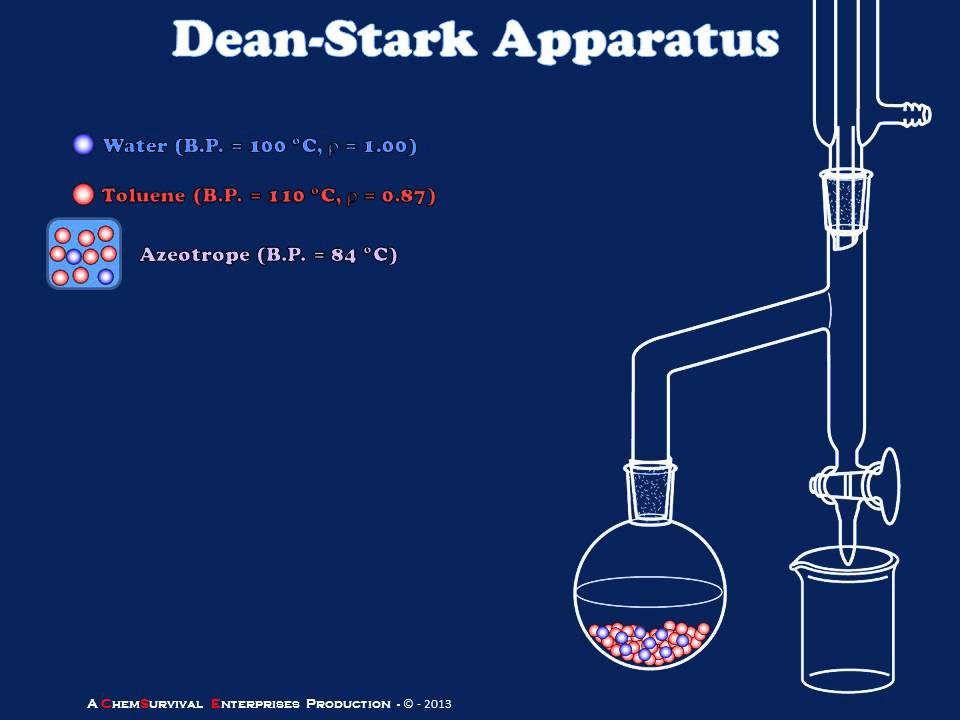 Dean-Stark Apparatus
Water (B.P. = 100 °C, ρ = 1.00)
Toluene (B.P. = 110 °C, ρ = 0.87)
Azeotrope (B.P. = 84 °C)
A ChemSurvival Enterprises Production - © - 2013